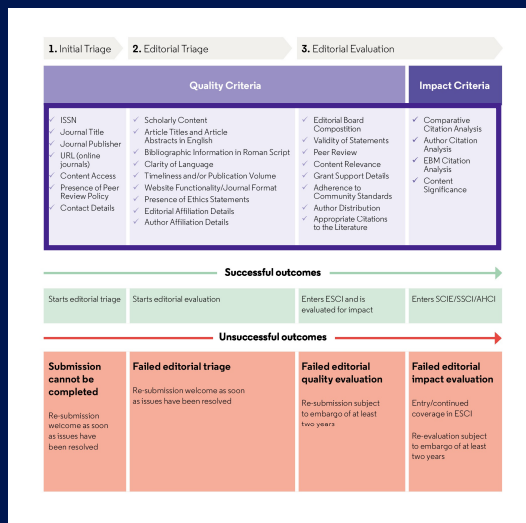 1. Initial Triage
2. Editorial Triage
3. Editorial Evaluation
Quality Criteria
Impact Criteria
✓ ISSN
✓ Journal Title
✓ Journal Publisher
✓ URL (online
journals)
✓ Content Access
✓ Presence of Peer
Review Policy
✓ Contact Details
✓ Scholarly Content
✓ Article Titles and Article
Abstracts in English
✓ Bibliographic Information in Roman Script
✓ Clarity of Language
✓ Timeliness and/or Publication Volume
✓ Website Functionality/Journal Format
✓ Presence of Ethics Statements
✓ Editorial Affiliation Details
✓ Author Affiliation Details
✓ Editorial Board
Compostition
✓ Validity of Statements
✓ Peer Review
✓ Content Relevance
✓ Grant Support Details
✓ Adherence to
Community Standards
✓ Author Distribution
✓ Appropriate Citations
to the Literature
✓ Comparative
Citation Analysis
✓ Author Citation
Analysis
✓ EBM Citation
Analysis
✓ Content
Significance
Successful outcomes
Starts editorial triage
Starts editorial evaluation
Enters ESCI and is
evaluated for impact
Enters SCIE/SSCI/AHCI
Unsuccessful outcomes
Submission
cannot be
completed
Re-submission
welcome as soon
as issues have
been resolved
Failed editorial triage
Re-submission welcome as soon
as issues have been resolved
Failed editorial
quality evaluation
Re-submission subject
to embargo of at least
two years
Failed editorial
impact evaluation
Entry/continued
coverage in ESCI
Re-evaluation subject
to embargo of at least
two years